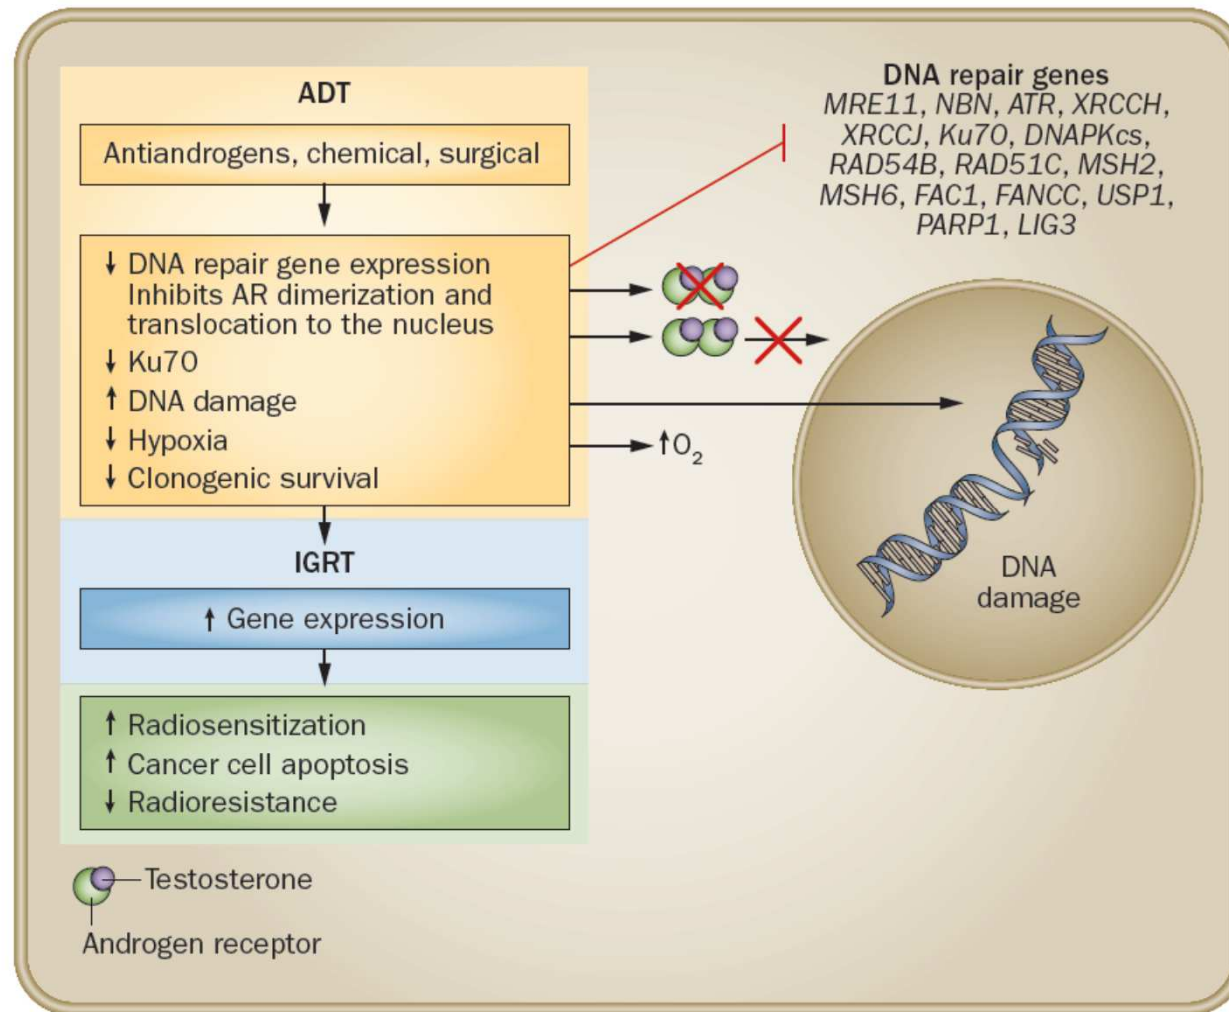 ADT
Antiandrogens, chemical, surgical
↓ DNA repair gene expression
Inhibits AR dimerization and
translocation to the nucleus
↓ Ku70
↑ DNA damage
↓ Hypoxia
↓ Clonogenic survival
IGRT
↑ Gene expression
↑ Radiosensitization
↑ Cancer cell apoptosis
↓ Radioresistance
Testosterone
Androgen receptor
DNA repair genes
MRE11, NBN, ATR, XRCCH,
XRCCJ, Ku70, DNAPKcs,
RAD54B, RAD51C, MSH2,
MSH6, FAC1, FANCC, USP1,
PARP1, LIG3
↑O₂
DNA
damage